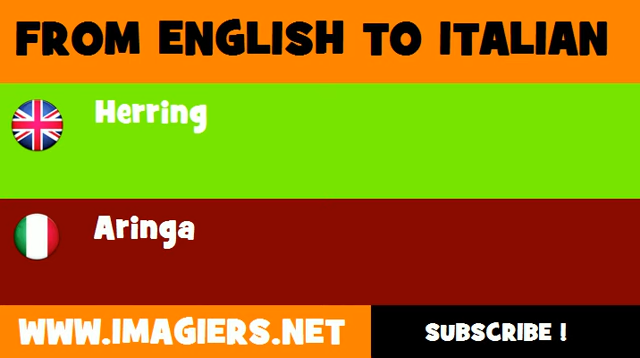 FROM ENGLISH TO ITALIAN
Herring
Aringa
WWW.IMAGIERS.NET
SUBSCRIBE !